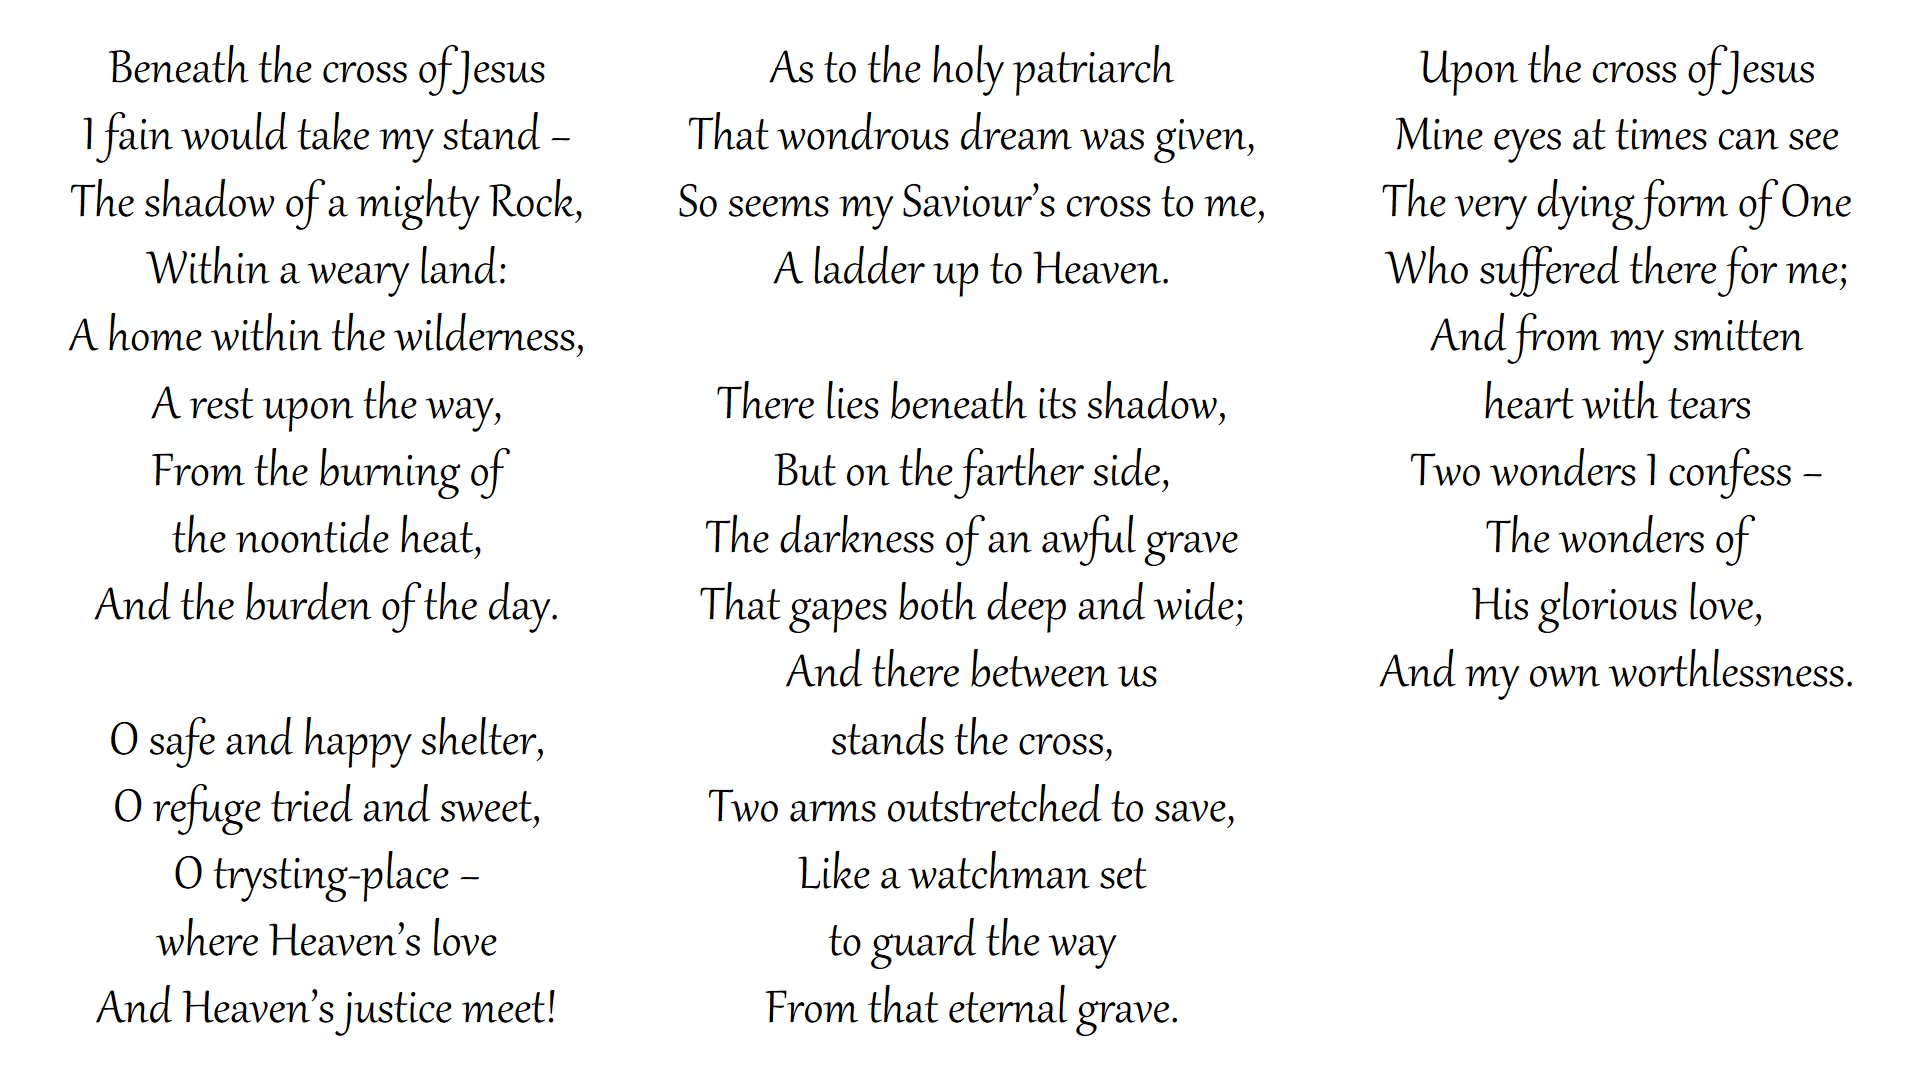 Beneath the cross of Jesus
I fain would take my stand –
The shadow of a mighty Rock,
Within a weary land:
A home within the wilderness,
A rest upon the way,
From the burning of
the noontide heat,
And the burden of the day.

O safe and happy shelter,
O refuge tried and sweet,
O trysting-place –
where Heaven’s love
And Heaven’s justice meet!

As to the holy patriarch
That wondrous dream was given,
So seems my Saviour’s cross to me,
A ladder up to Heaven.

There lies beneath its shadow,
But on the farther side,
The darkness of an awful grave
That gapes both deep and wide;
And there between us
stands the cross,
Two arms outstretched to save,
Like a watchman set
to guard the way
From that eternal grave.

Upon the cross of Jesus
Mine eyes at times can see
The very dying form of One
Who suffered there for me;
And from my smitten
heart with tears
Two wonders I confess –
The wonders of
His glorious love,
And my own worthlessness.